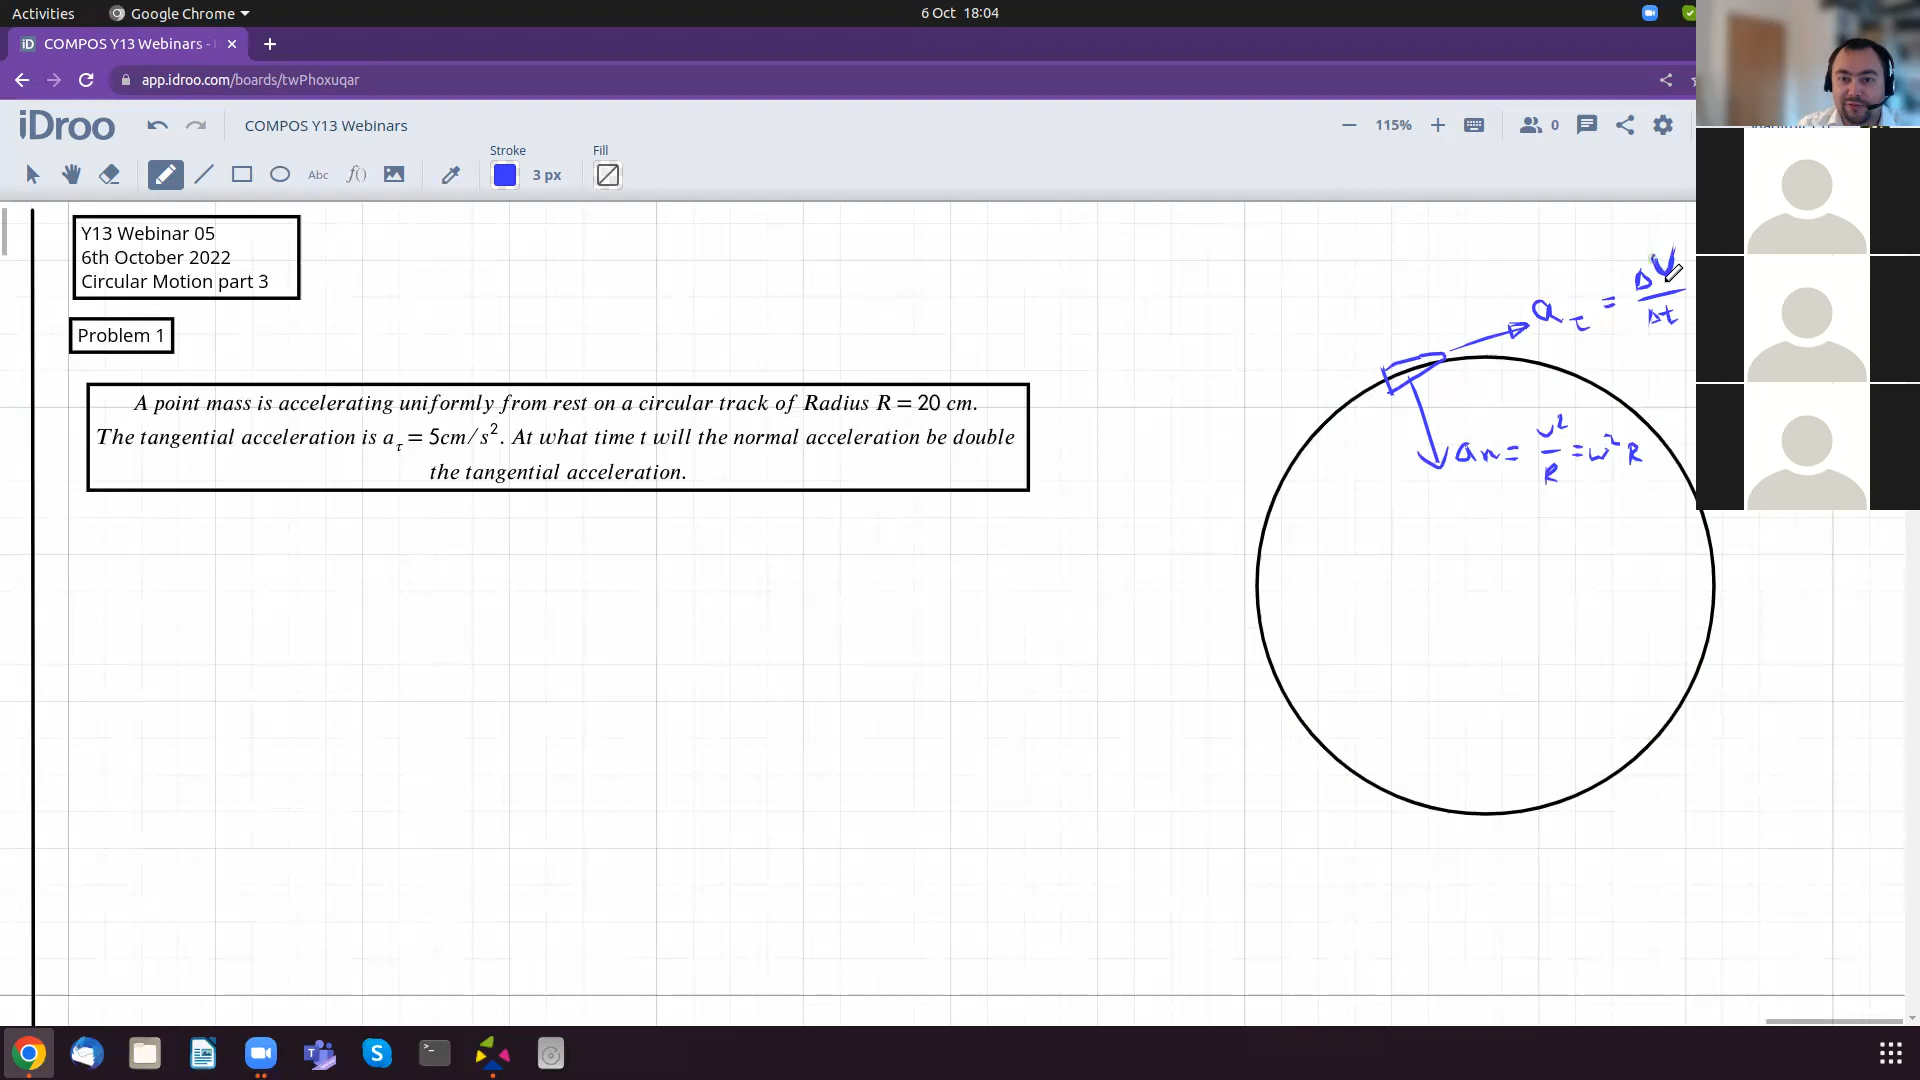 Activities
Google Chrome
6 Oct 18:04
iD COMPOS Y13 Webinars -
app.idroo.com/boards/twPhoxuqar
iDroo
COMPOS Y13 Webinars
115%
0
Abc
f()
Stroke
3 px
Fill
Y13 Webinar 05
6th October 2022
Circular Motion part 3
Problem 1
A point mass is accelerating uniformly from rest on a circular track of Radius R = 20 cm.
The tangential acceleration is aτ = 5cm/s². At what time t will the normal acceleration be double
the tangential acceleration.
aτ = Δv/Δt
an = v²/R = ω²R